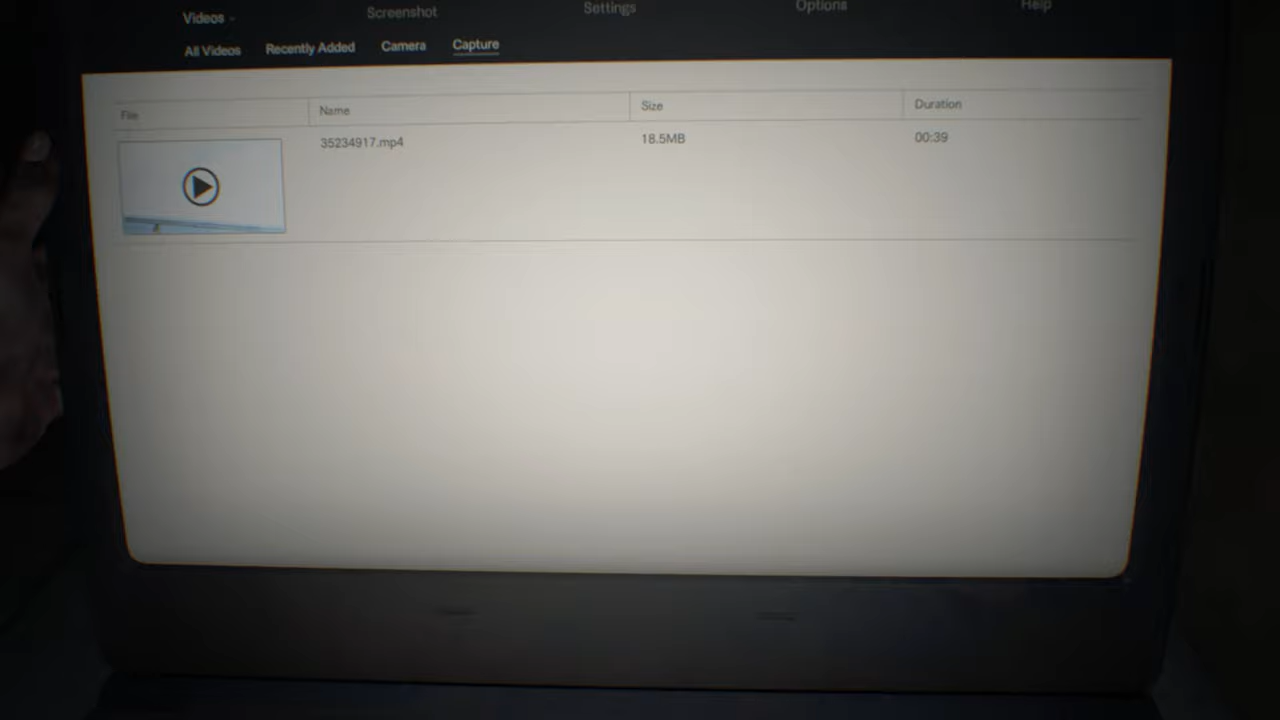 Videos Screenshot Settings Options Help
All Videos Recently Added Camera Capture
File Name Size Duration
35234917.mp4 18.5MB 00:39